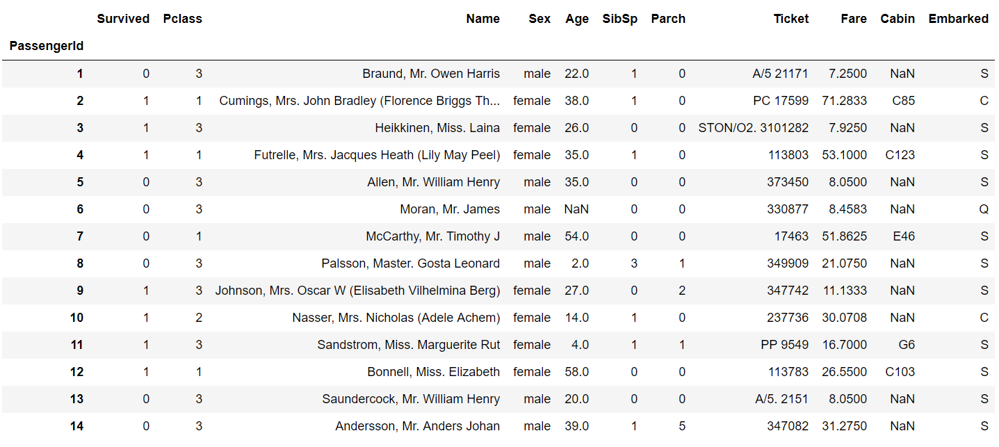 Survived Pclass Name Sex Age SibSp Parch Ticket Fare Cabin Embarked
PassengerId
1 0 3 Braund, Mr. Owen Harris male 22.0 1 0 A/5 21171 7.2500 NaN S
2 1 1 Cumings, Mrs. John Bradley (Florence Briggs Th... female 38.0 1 0 PC 17599 71.2833 C85 C
3 1 3 Heikkinen, Miss. Laina female 26.0 0 0 STON/O2. 3101282 7.9250 NaN S
4 1 1 Futrelle, Mrs. Jacques Heath (Lily May Peel) female 35.0 1 0 113803 53.1000 C123 S
5 0 3 Allen, Mr. William Henry male 35.0 0 0 373450 8.0500 NaN S
6 0 3 Moran, Mr. James male NaN 0 0 330877 8.4583 NaN Q
7 0 1 McCarthy, Mr. Timothy J male 54.0 0 0 17463 51.8625 E46 S
8 0 3 Palsson, Master. Gosta Leonard male 2.0 3 1 349909 21.0750 NaN S
9 1 3 Johnson, Mrs. Oscar W (Elisabeth Vilhelmina Berg) female 27.0 0 2 347742 11.1333 NaN S
10 1 2 Nasser, Mrs. Nicholas (Adele Achem) female 14.0 1 0 237736 30.0708 NaN C
11 1 3 Sandstrom, Miss. Marguerite Rut female 4.0 1 1 PP 9549 16.7000 G6 S
12 1 1 Bonnell, Miss. Elizabeth female 58.0 0 0 113783 26.5500 C103 S
13 0 3 Saundercock, Mr. William Henry male 20.0 0 0 A/5. 2151 8.0500 NaN S
14 0 3 Andersson, Mr. Anders Johan male 39.0 1 5 347082 31.2750 NaN S